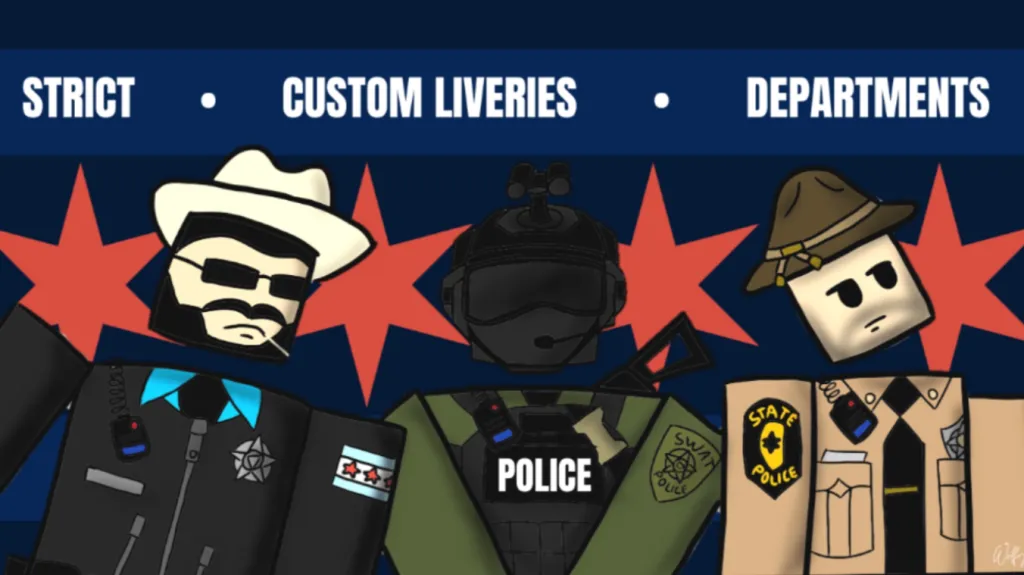 STRICT • CUSTOM LIVERIES • DEPARTMENTS
POLICE
SWAT
POLICE
STATE
POLICE